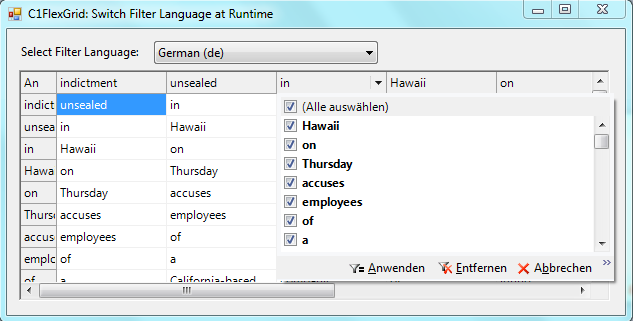 C1FlexGrid: Switch Filter Language at Runtime
Select Filter Language: German (de)
An indictment unsealed in Hawaii on
indict unsealed in (Alle auswählen)
unsea in Hawaii Hawaii
in Hawaii on on
Hawa on Thursday Thursday
on Thursday accuses accuses
Thurs accuses employees employees
accus employees of of
emplo of a a
of a California-based
Anwenden Entfernen Abbrechen